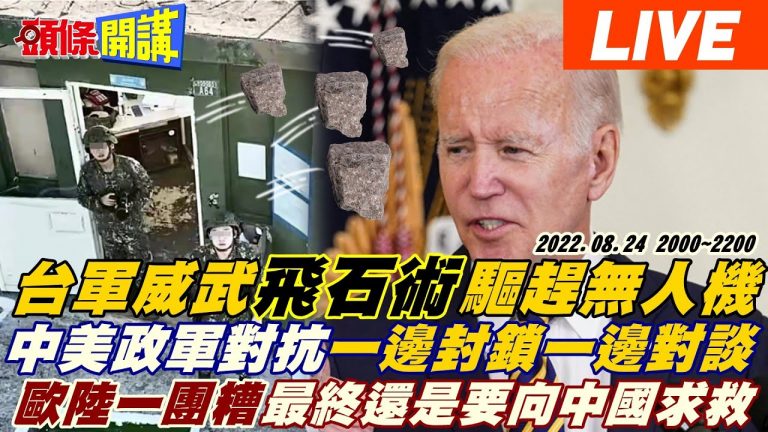 頭條開講
LIVE
A84
2022.08.24 2000~2200
台軍威武飛石術驅趕無人機
中美政軍對抗一邊封鎖一邊對談
歐陸一團糟最終還是要向中國求救